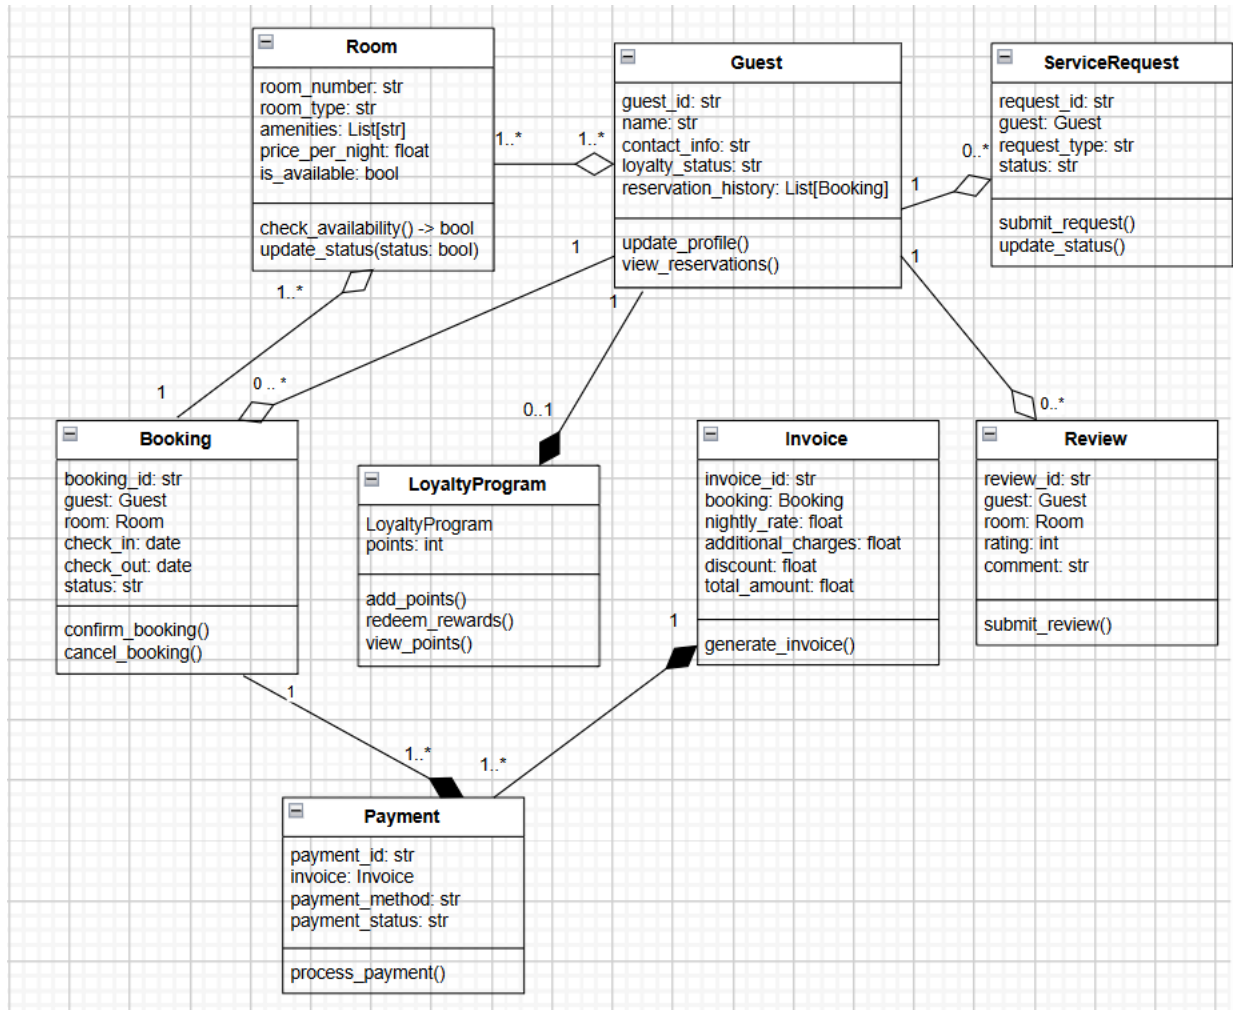 Room
room_number: str
room_type: str
amenities: List[str]
price_per_night: float
is_available: bool
check_availability() -> bool
update_status(status: bool)
Guest
guest_id: str
name: str
contact_info: str
loyalty_status: str
reservation_history: List[Booking]
update_profile()
view_reservations()
ServiceRequest
request_id: str
guest: Guest
request_type: str
status: str
submit_request()
update_status()
1..*
1..*
0..*
1
1
1
1..*
1
1
0 .. *
0..1
0..*
Booking
booking_id: str
guest: Guest
room: Room
check_in: date
check_out: date
status: str
confirm_booking()
cancel_booking()
LoyaltyProgram
LoyaltyProgram
points: int
add_points()
redeem_rewards()
view_points()
Invoice
invoice_id: str
booking: Booking
nightly_rate: float
additional_charges: float
discount: float
total_amount: float
generate_invoice()
Review
review_id: str
guest: Guest
room: Room
rating: int
comment: str
submit_review()
1
1
1..*
1..*
Payment
payment_id: str
invoice: Invoice
payment_method: str
payment_status: str
process_payment()